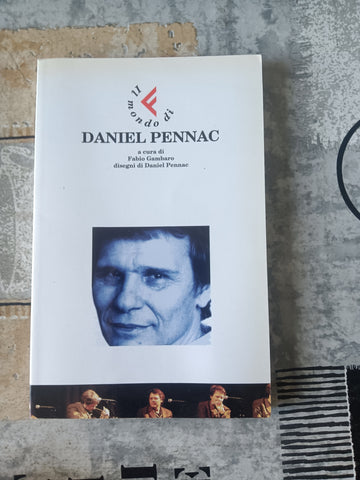 Il mondo di
DANIEL PENNAC
a cura di
Fabio Gambaro
disegni di Daniel Pennac